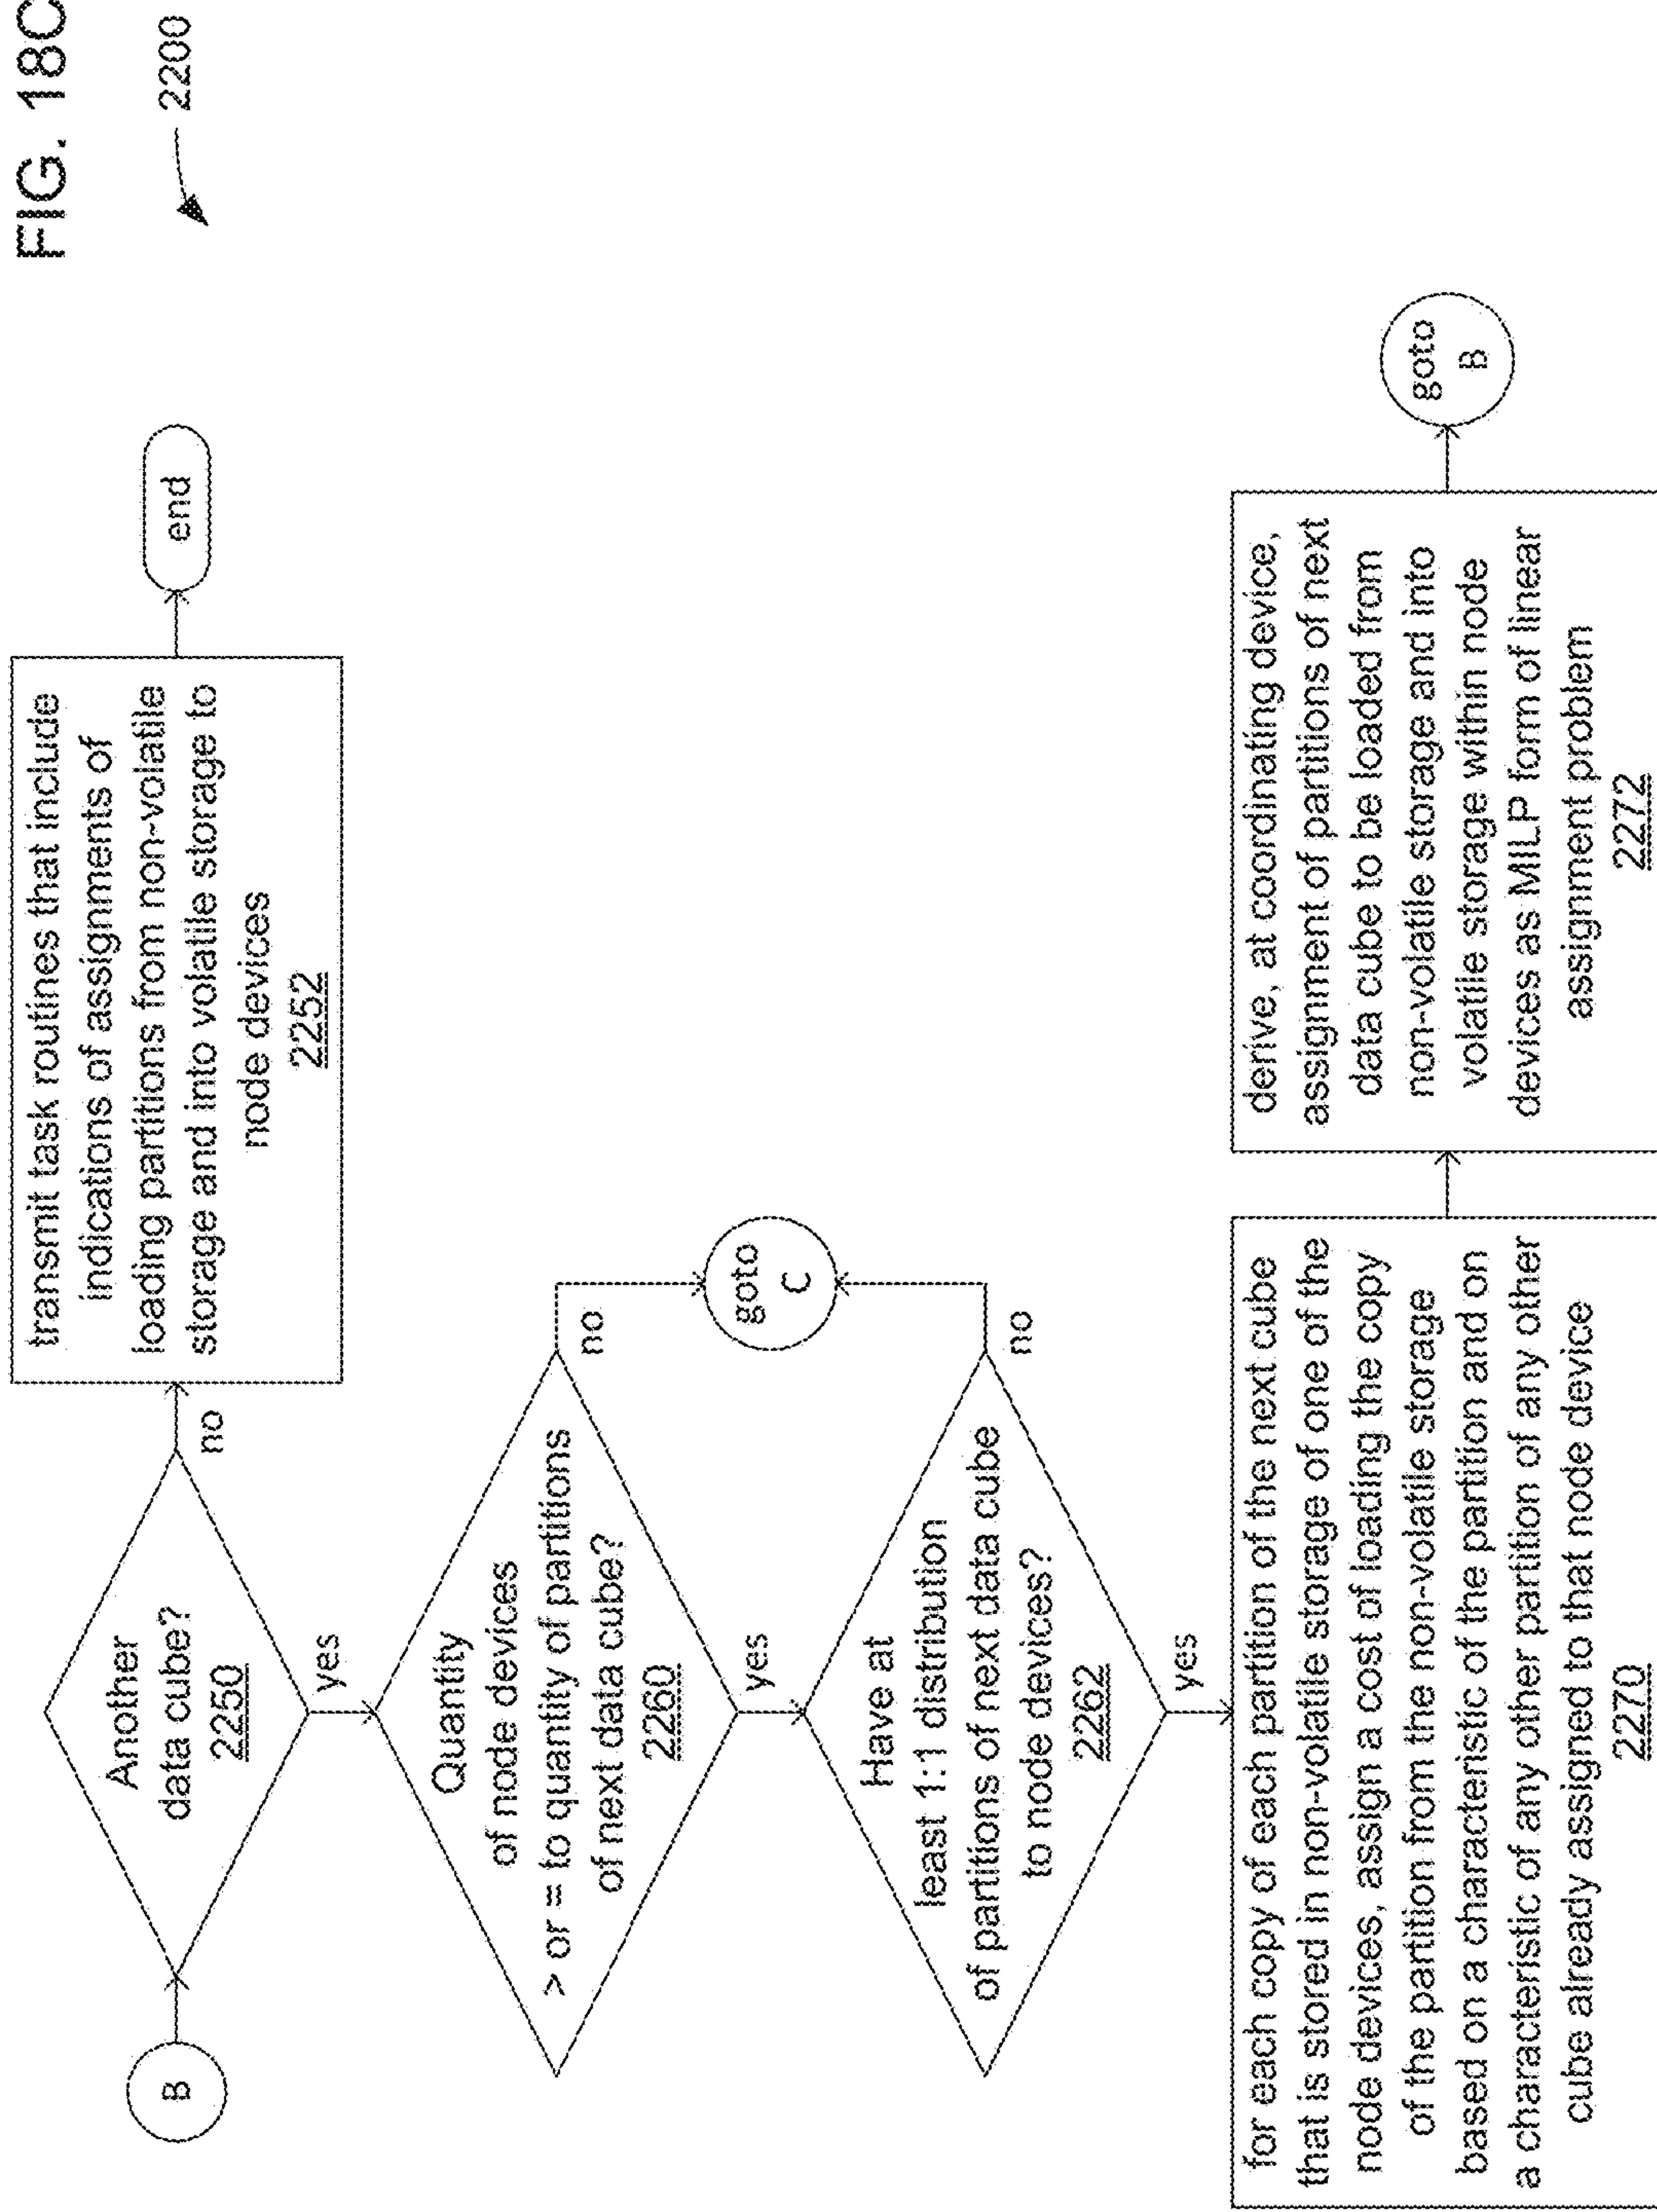 FIG. 18C
2200
B
Another
data cube?
2250
no
transmit task routines that include
indications of assignments of
loading partitions from non-volatile
storage and into volatile storage to
node devices
2252
end
yes
Quantity
of node devices
> or = to quantity of partitions
of next data cube?
2260
no
goto
C
yes
Have at
least 1:1 distribution
of partitions of next data cube
to node devices?
2262
no
yes
for each copy of each partition of the next cube
that is stored in non-volatile storage of one of the
node devices, assign a cost of loading the copy
of the partition from the non-volatile storage
based on a characteristic of the partition and on
a characteristic of any other partition of any other
cube already assigned to that node device
2270
derive, at coordinating device,
assignment of partitions of next
data cube to be loaded from
non-volatile storage and into
volatile storage within node
devices as MILP form of linear
assignment problem
2272
goto
B